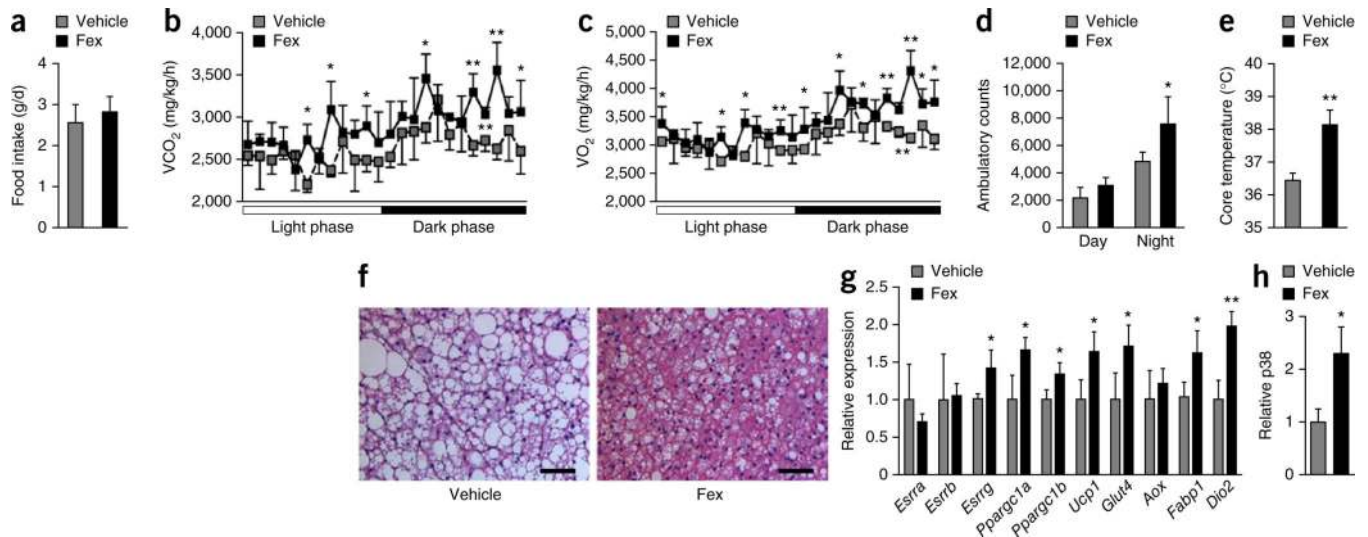 a
Vehicle
Fex
Food intake (g/d)
4
3
2
1
0
b
Vehicle
Fex
VCO2 (mg/kg/h)
4,000
3,500
3,000
2,500
2,000
* * * * ** ** ** *
Light phase
Dark phase
c
Vehicle
Fex
VO2 (mg/kg/h)
5,000
4,500
4,000
3,500
3,000
2,500
2,000
* * * ** * * ** ** ** * *
Light phase
Dark phase
d
Vehicle
Fex
Ambulatory counts
12,000
10,000
8,000
6,000
4,000
2,000
0
*
Day
Night
e
Vehicle
Fex
Core temperature (°C)
40
39
38
37
36
35
**
f
Vehicle
Fex
g
Vehicle
Fex
Relative expression
2.5
2.0
1.5
1.0
0.5
0
* * * * * * **
Esrra
Esrrb
Esrrg
Ppargc1a
Ppargc1b
Ucp1
Glut4
Aox
Fabp1
Dio2
h
Vehicle
Fex
Relative p38
3
2
1
0
*